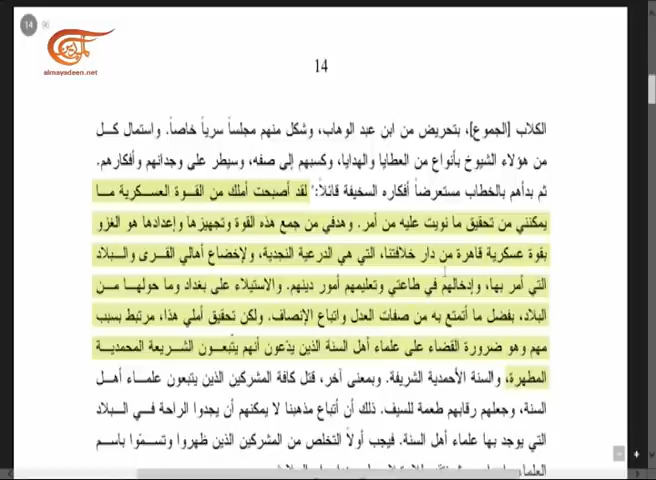 14
96
الميادين
almayadeen.net
14
الكلاب [الجموع]، بتحريض من ابن عبد الوهاب، وشكل منهم مجلساً سرياً خاصاً. واستمال كل
من هؤلاء الشيوخ بأنواع من العطايا والهدايا، وكسبهم إلى صفه، وسيطر على وجدانهم وأفكارهم.
ثم بدأهم بالخطاب مستعرضاً أفكاره السخيفة قائلاً: "لقد أصبحت أملك من القوة العسكرية ما
يمكنني من تحقيق ما نويت عليه من أمر. وهدفي من جمع هذه القوة وتجهيزها وإعدادها هو الغزو
بقوة عسكرية قاهرة من دار خلافتنا، التي هي الدرعية النجدية، ولإخضاع أهالي القرى والبلاد
التي أمر بها، وإدخالهم في طاعتي وتعليمهم أمور دينهم. والاستيلاء على بغداد وما حولها من
البلاد، بفضل ما أتمتع به من صفات العدل واتباع الإنصاف. ولكن تحقيق أملي هذا، مرتبط بسبب
مهم وهو ضرورة القضاء على علماء أهل السنة الذين يدّعون أنهم يتّبعون الشريعة المحمدية
المطهرة، والسنة الأحمدية الشريفة. وبمعنى آخر، قتل كافة المشركين الذين يتبعون علماء أهل
السنة، وجعلهم رقابهم طعمة للسيف. ذلك أن أتباع مذهبنا لا يمكنهم أن يجدوا الراحة في البلاد
التي يوجد بها علماء أهل السنة. فيجب أولاً التخلص من المشركين الذين ظهروا وتسمّوا باسم